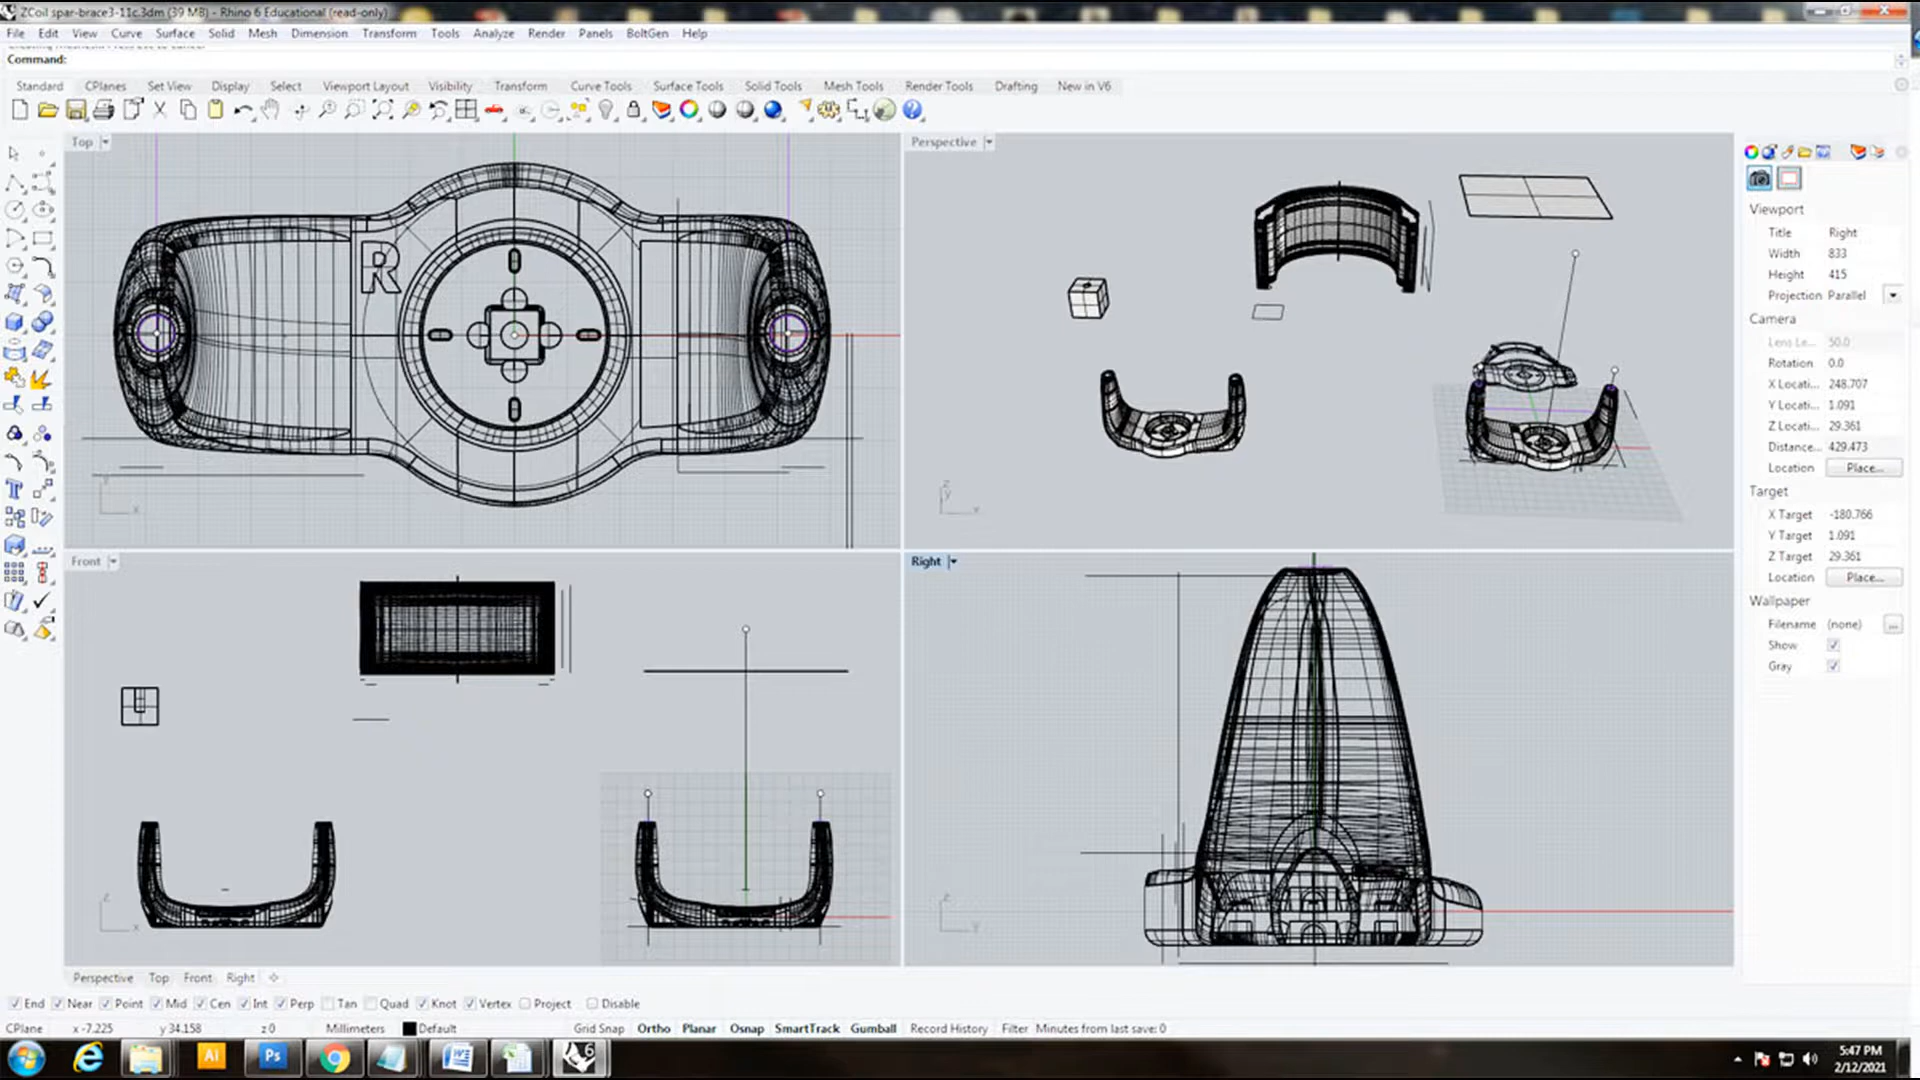 ZCoil spar-brace3-11c.3dm (39 MB) - Rhino 6 Educational (read-only)
File Edit View Curve Surface Solid Mesh Dimension Transform Tools Analyze Render Panels BoltGen Help
Command:
Standard CPlanes Set View Display Select Viewport Layout Visibility Transform Curve Tools Surface Tools Solid Tools Mesh Tools Render Tools Drafting New in V6
Top
Perspective
R
Viewport
Title Right
Width 833
Height 415
Projection Parallel
Camera
Lens Le... 50.0
Rotation 0.0
X Locati... 248.707
Y Locati... 1.091
Z Locati... 29.361
Distance... 429.473
Location Place...
Target
X Target -180.766
Y Target 1.091
Z Target 29.361
Location Place...
Wallpaper
Filename (none) ...
Show
Gray
Front
Right
Perspective Top Front Right
End Near Point Mid Cen Int Perp Tan Quad Knot Vertex Project Disable
CPlane x -7.225 y 34.158 z 0 Millimeters Default Grid Snap Ortho Planar Osnap SmartTrack Gumball Record History Filter Minutes from last save: 0
Ai Ps W 6
5:47 PM
2/12/2021